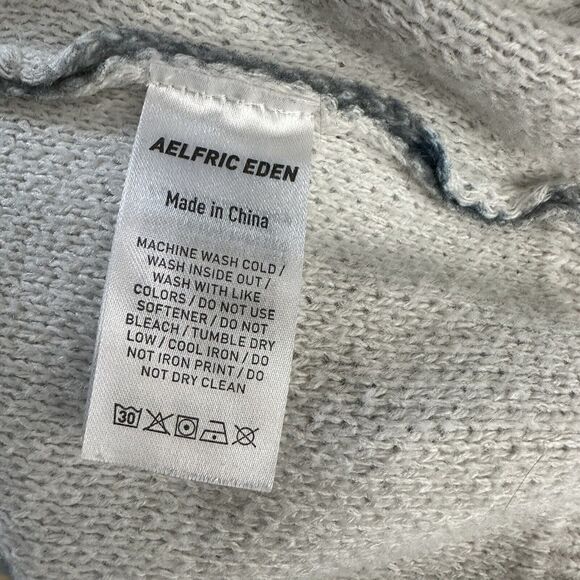 AELFRIC EDEN
Made in China
MACHINE WASH COLD /
WASH INSIDE OUT /
WASH WITH LIKE
COLORS / DO NOT USE
SOFTENER / DO NOT
BLEACH / TUMBLE DRY
LOW / COOL IRON / DO
NOT IRON PRINT / DO
NOT DRY CLEAN
30